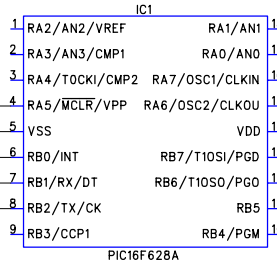 IC1
1 RA2/AN2/VREF RA1/AN1
2 RA3/AN3/CMP1 RA0/AN0
3 RA4/TOCKI/CMP2 RA7/OSC1/CLKIN
4 RA5/MCLR/VPP RA6/OSC2/CLKOU
5 VSS VDD
6 RB0/INT RB7/T1OSI/PGD
7 RB1/RX/DT RB6/T1OSO/PGO
8 RB2/TX/CK RB5
9 RB3/CCP1 RB4/PGM
PIC16F628A